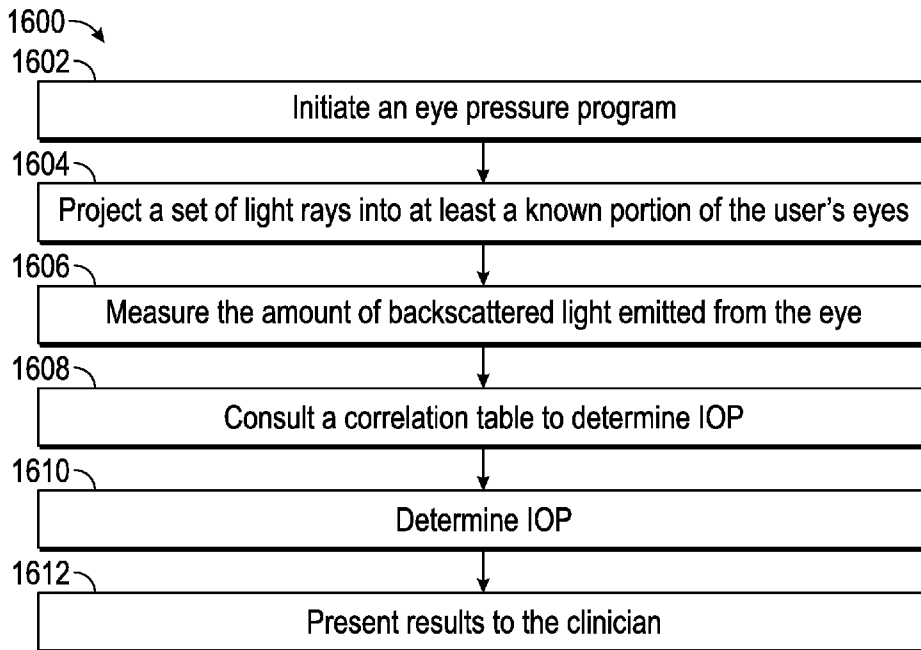 1600
1602
Initiate an eye pressure program
1604
Project a set of light rays into at least a known portion of the user's eyes
1606
Measure the amount of backscattered light emitted from the eye
1608
Consult a correlation table to determine IOP
1610
Determine IOP
1612
Present results to the clinician